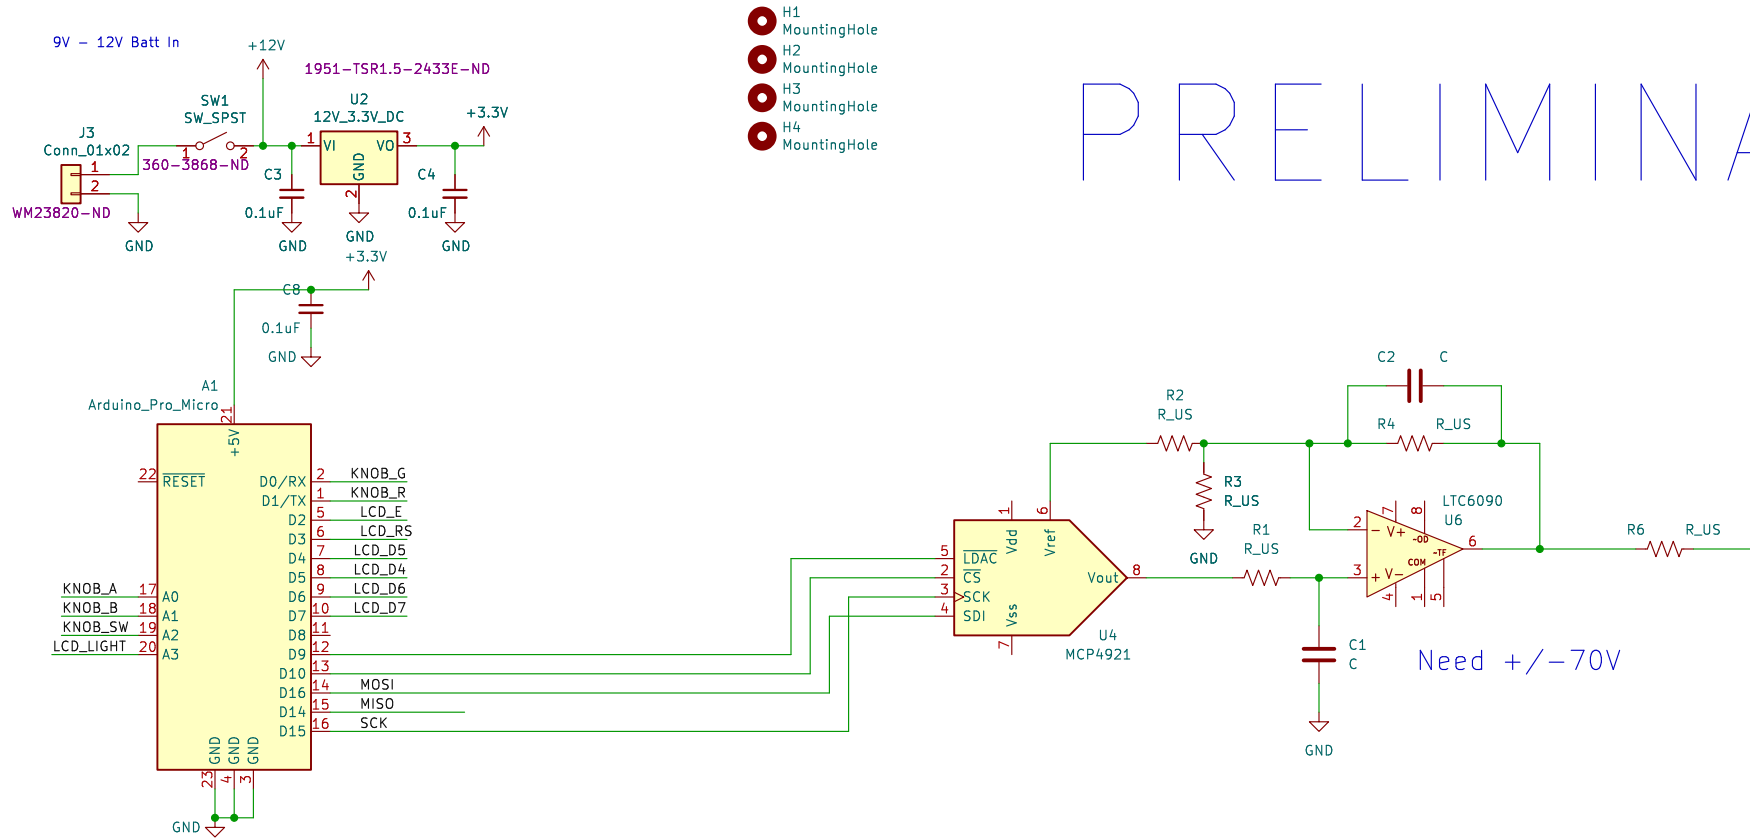 9V - 12V Batt In
+12V
1951-TSR1.5-2433E-ND
SW1
SW_SPST
U2
12V_3.3V_DC
+3.3V
J3
Conn_01x02
1
2
1
2
360-3868-ND
WM23820-ND
GND
C3
0.1uF
GND
1
VI
VO
3
GND
2
GND
C4
0.1uF
GND
H1
MountingHole
H2
MountingHole
H3
MountingHole
H4
MountingHole
PRELIMINA
+3.3V
C8
0.1uF
GND
A1
Arduino_Pro_Micro
21
+5V
22
RESET
D0/RX
2
KNOB_G
D1/TX
1
KNOB_R
D2
5
LCD_E
D3
6
LCD_RS
D4
7
LCD_D5
D5
8
LCD_D4
KNOB_A
17
A0
D6
9
LCD_D6
KNOB_B
18
A1
D7
10
LCD_D7
KNOB_SW
19
A2
D8
11
LCD_LIGHT
20
A3
D9
12
D10
13
D16
14
MOSI
D14
15
MISO
D15
16
SCK
GND
GND
GND
23
4
3
GND
5
LDAC
2
CS
3
SCK
4
SDI
1
Vdd
6
Vref
Vout
8
Vss
7
U4
MCP4921
R2
R_US
R3
R_US
GND
R1
R_US
C1
C
GND
C2
C
R4
R_US
LTC6090
U6
2
-
3
+
7
V+
8
~OD
~TF
COM
V-
4
1
5
6
R6
R_US
Need +/-70V